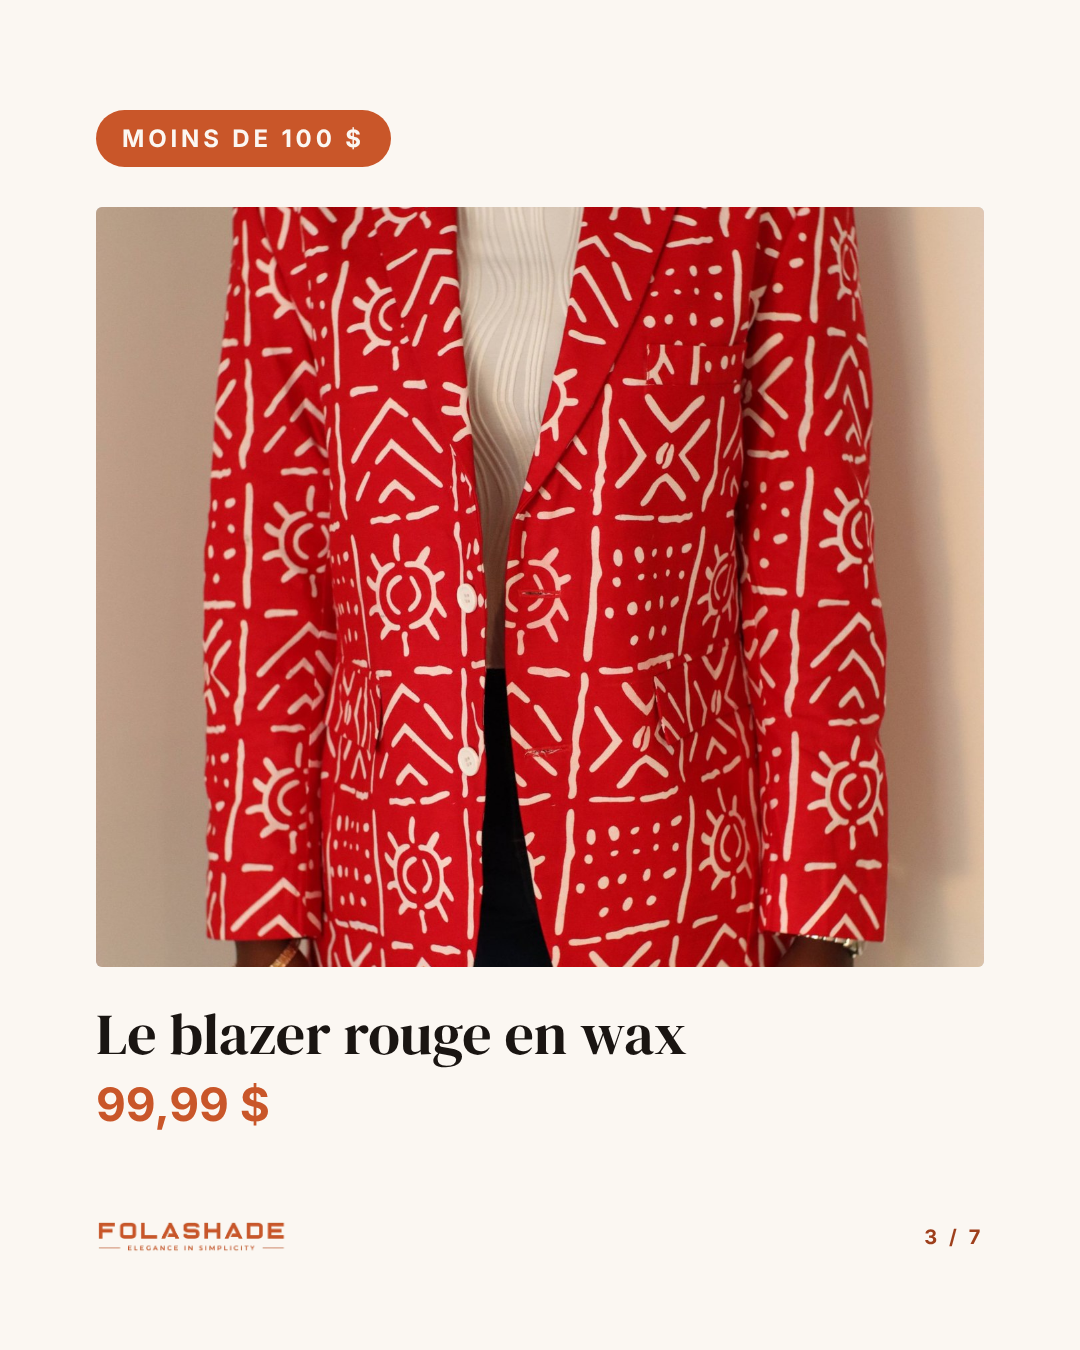 MOINS DE 100 $
Le blazer rouge en wax
99,99 $
FOLASHADE
ELEGANCE IN SIMPLICITY
3 / 7